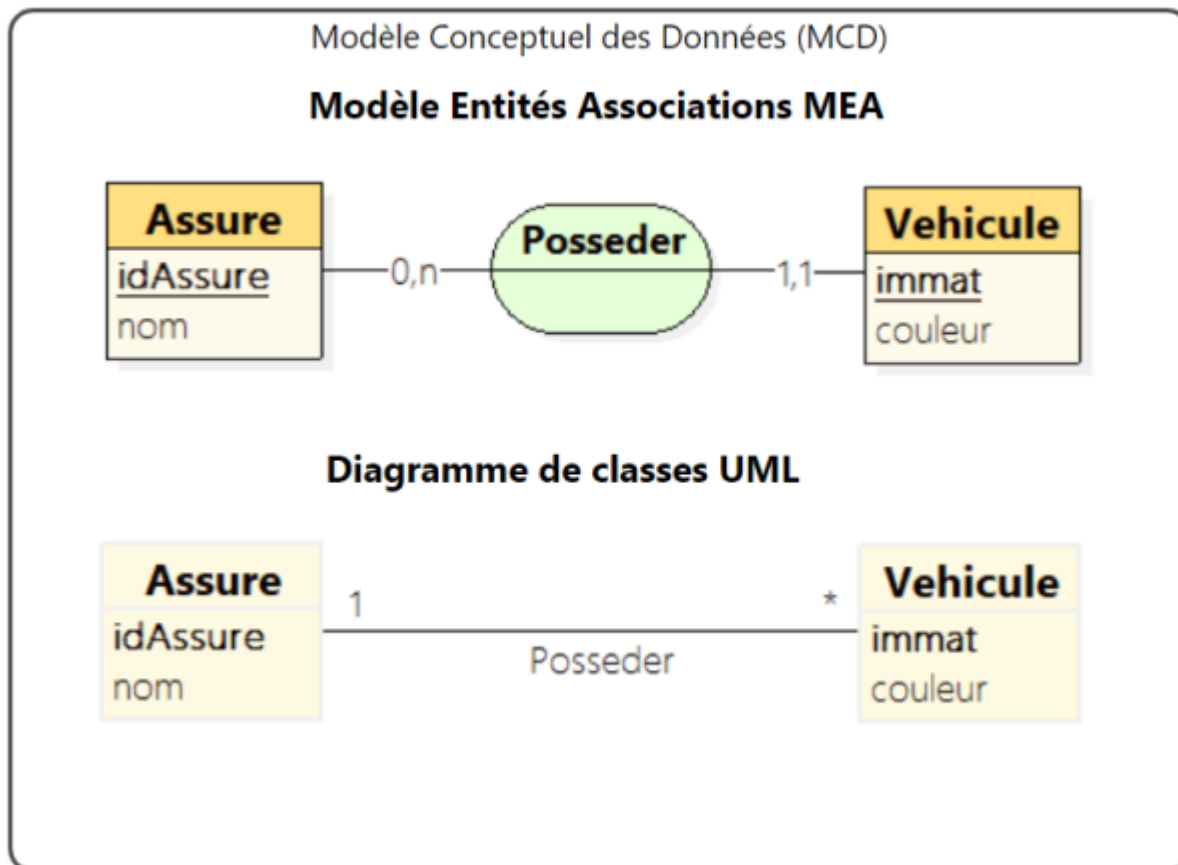 Modèle Conceptuel des Données (MCD)
Modèle Entités Associations MEA
Assure
idAssure
nom
0,n
Posseder
1,1
Vehicule
immat
couleur
Diagramme de classes UML
Assure
idAssure
nom
1
Posseder
*
Vehicule
immat
couleur